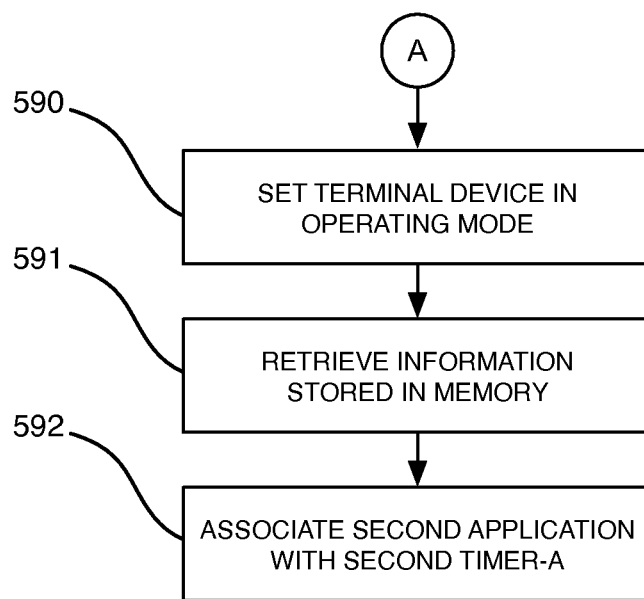 A
590
SET TERMINAL DEVICE IN
OPERATING MODE
591
RETRIEVE INFORMATION
STORED IN MEMORY
592
ASSOCIATE SECOND APPLICATION
WITH SECOND TIMER-A